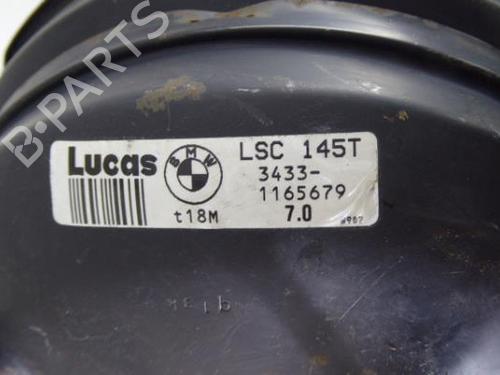 B-PARTS
Lucas BMW LSC 145T
3433-
1165679
t18M 7.0